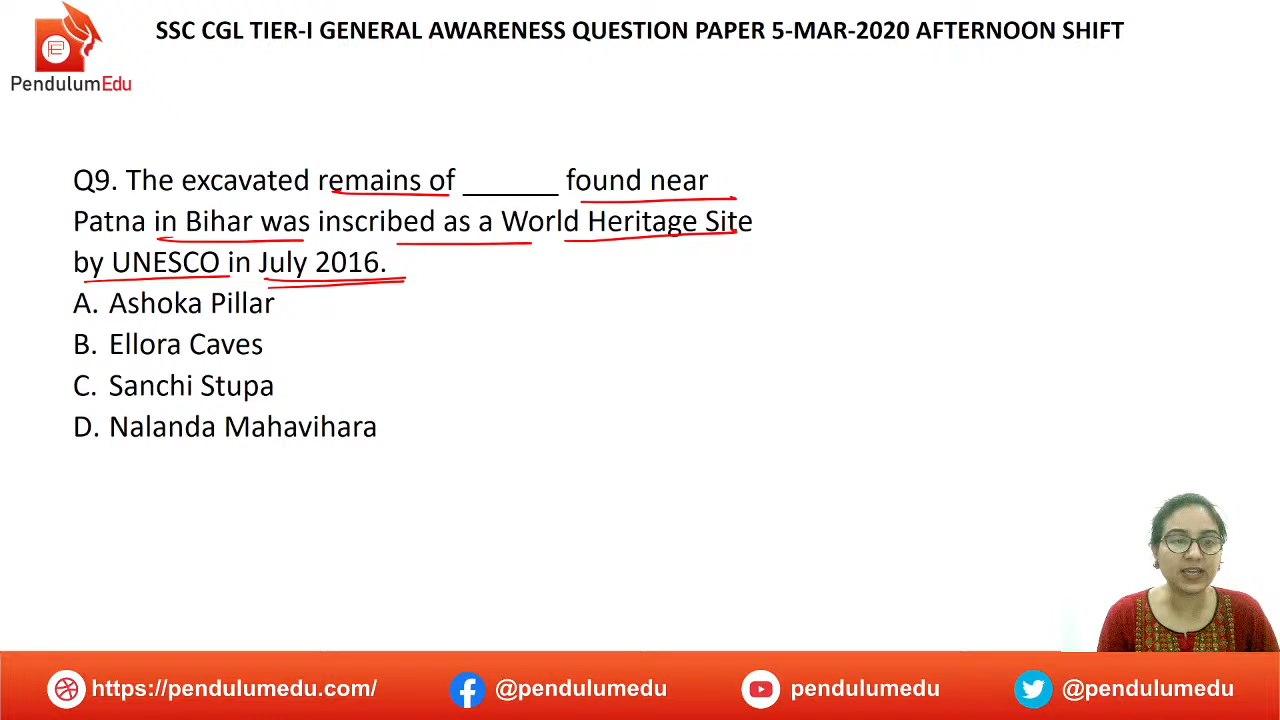 SSC CGL TIER-I GENERAL AWARENESS QUESTION PAPER 5-MAR-2020 AFTERNOON SHIFT
PendulumEdu
Q9. The excavated remains of ______ found near
Patna in Bihar was inscribed as a World Heritage Site
by UNESCO in July 2016.
A. Ashoka Pillar
B. Ellora Caves
C. Sanchi Stupa
D. Nalanda Mahavihara
https://pendulumedu.com/ @pendulumedu pendulumedu @pendulumedu